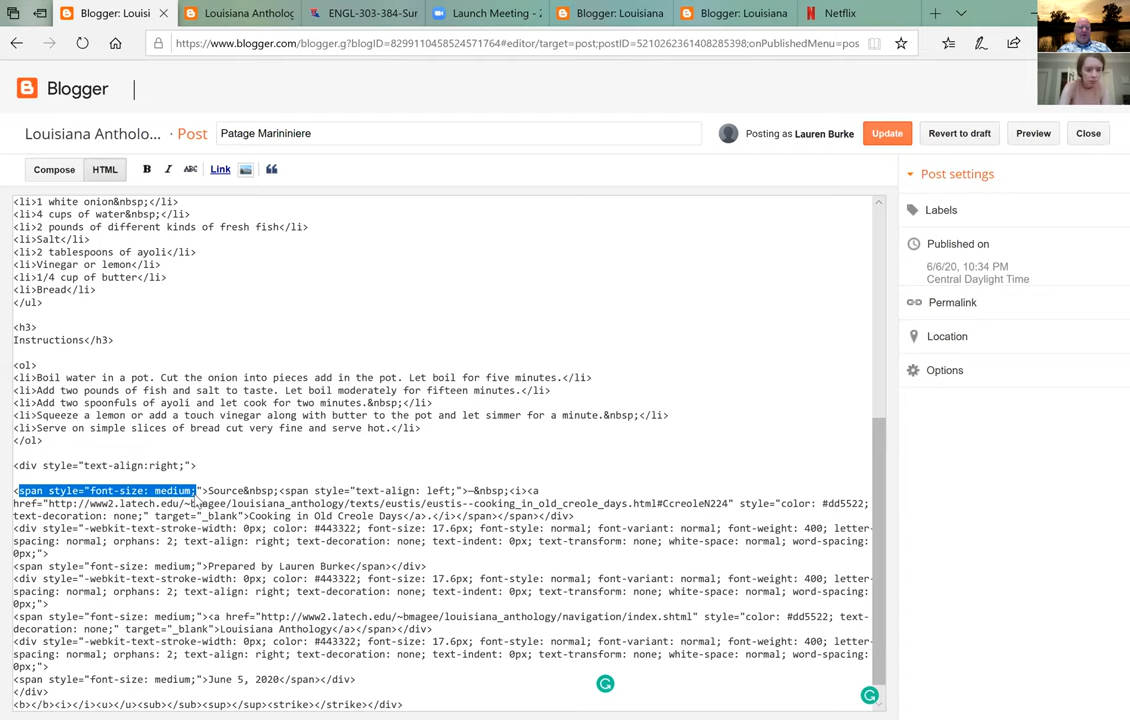 Blogger: Louisi
Louisiana Antholog
ENGL-303-384-Sur
Launch Meeting - Z
Blogger: Louisiana
Blogger: Louisiana
Netflix
https://www.blogger.com/blogger.g?blogID=8299110458524571764#editor/target=post;postID=5210262361408285398;onPublishedMenu=pos
Blogger
Louisiana Antholo... · Post Patage Marininiere Posting as Lauren Burke Update Revert to draft Preview Close
Compose HTML B I ABC Link
Post settings
Labels
Published on
6/6/20, 10:34 PM
Central Daylight Time
Permalink
Location
Options
<li>1 white onion&nbsp;</li>
<li>4 cups of water&nbsp;</li>
<li>2 pounds of different kinds of fresh fish</li>
<li>Salt</li>
<li>2 tablespoons of ayoli</li>
<li>Vinegar or lemon</li>
<li>1/4 cup of butter</li>
<li>Bread</li>
</ul>
<h3>
Instructions</h3>
<ol>
<li>Boil water in a pot. Cut the onion into pieces add in the pot. Let boil for five minutes.</li>
<li>Add two pounds of fish and salt to taste. Let boil moderately for fifteen minutes.</li>
<li>Add two spoonfuls of ayoli and let cook for two minutes.&nbsp;</li>
<li>Squeeze a lemon or add a touch vinegar along with butter to the pot and let simmer for a minute.&nbsp;</li>
<li>Serve on simple slices of bread cut very fine and serve hot.</li>
</ol>
<div style="text-align:right;">
<span style="font-size: medium;">Source&nbsp;<span style="text-align: left;">—&nbsp;<i><a
href="http://www2.latech.edu/~bmagee/louisiana_anthology/texts/eustis/eustis--cooking_in_old_creole_days.html#CcreoleN224" style="color: #dd5522;
text-decoration: none;" target="_blank">Cooking in Old Creole Days</a>.</i></span></span></div>
<div style="-webkit-text-stroke-width: 0px; color: #443322; font-size: 17.6px; font-style: normal; font-variant: normal; font-weight: 400; letter-
spacing: normal; orphans: 2; text-align: right; text-decoration: none; text-indent: 0px; text-transform: none; white-space: normal; word-spacing:
0px;">
<span style="font-size: medium;">Prepared by Lauren Burke</span></div>
<div style="-webkit-text-stroke-width: 0px; color: #443322; font-size: 17.6px; font-style: normal; font-variant: normal; font-weight: 400; letter-
spacing: normal; orphans: 2; text-align: right; text-decoration: none; text-indent: 0px; text-transform: none; white-space: normal; word-spacing:
0px;">
<span style="font-size: medium;"><a href="http://www2.latech.edu/~bmagee/louisiana_anthology/navigation/index.shtml" style="color: #dd5522; text-
decoration: none;" target="_blank">Louisiana Anthology</a></span></div>
<div style="-webkit-text-stroke-width: 0px; color: #443322; font-size: 17.6px; font-style: normal; font-variant: normal; font-weight: 400; letter-
spacing: normal; orphans: 2; text-align: right; text-decoration: none; text-indent: 0px; text-transform: none; white-space: normal; word-spacing:
0px;">
<span style="font-size: medium;">June 5, 2020</span></div>
</div>
<b></b><i></i><u></u><sub></sub><sup></sup><strike></strike></div>